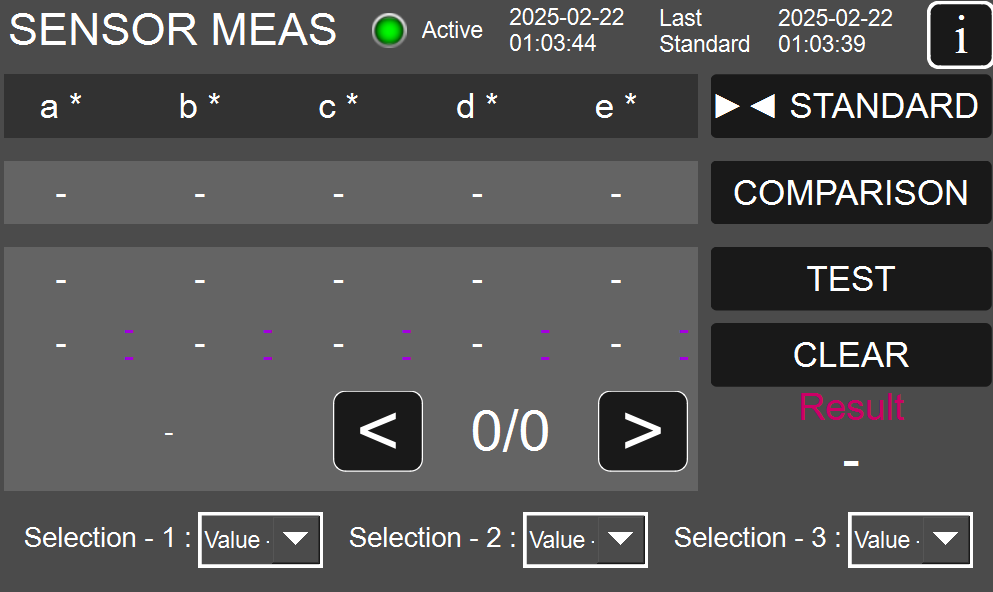 SENSOR MEAS
Active
2025-02-22
01:03:44
Last
Standard
2025-02-22
01:03:39
i
a * b * c * d * e *
►◄ STANDARD
- - - - -
COMPARISON
- - - - -
TEST
- - - - - - - - - -
- - - - -
CLEAR
Result
- < 0/0 >
-
Selection - 1 : Value - Selection - 2 : Value - Selection - 3 : Value -